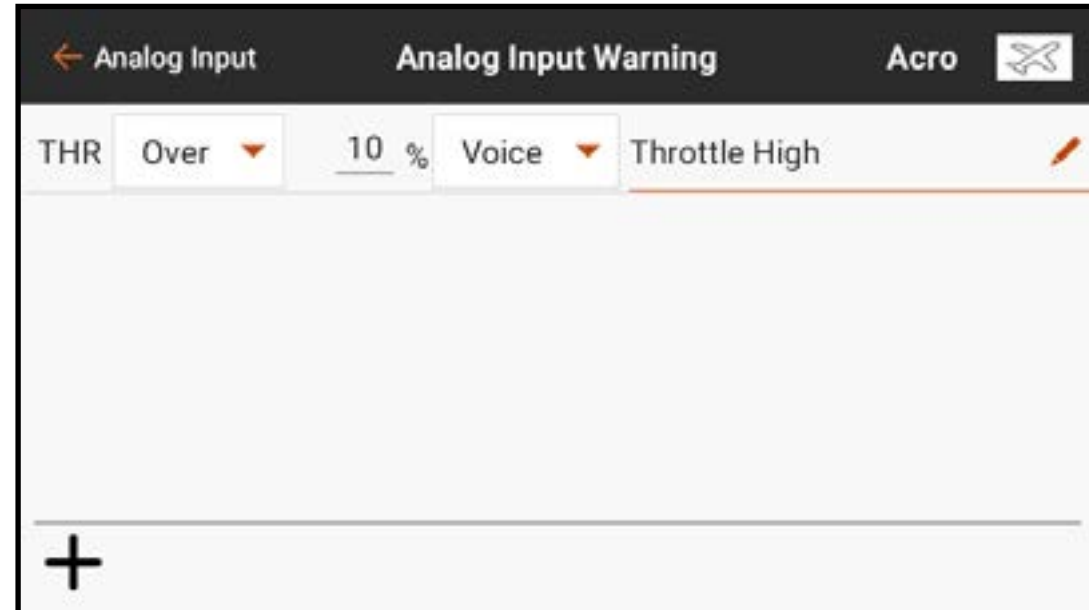 Analog Input Analog Input Warning Acro
THR Over 10 % Voice Throttle High